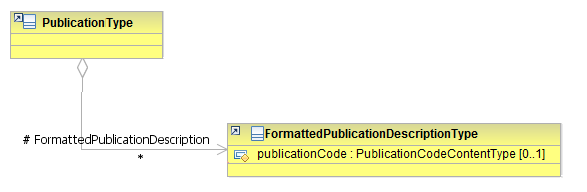 PublicationType
# FormattedPublicationDescription
*
FormattedPublicationDescriptionType
publicationCode : PublicationCodeContentType [0..1]